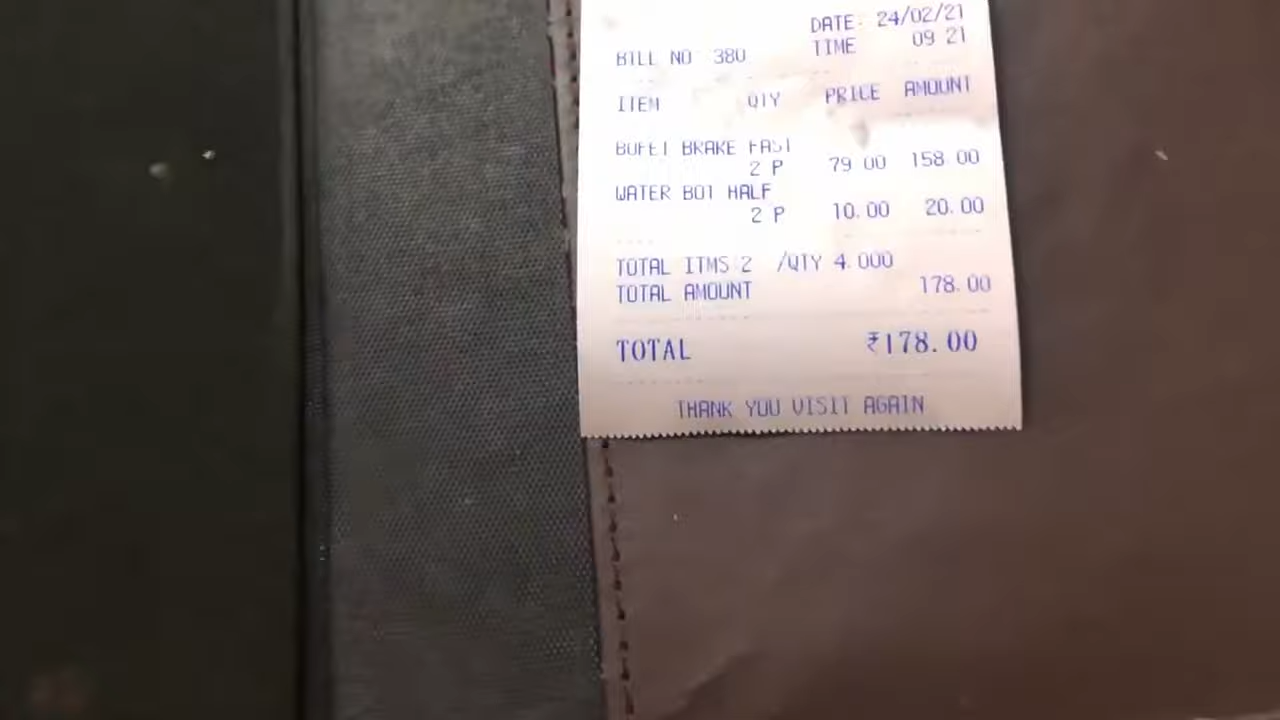 DATE: 24/02/21
BILL NO 380 TIME 09 21
ITEM QTY PRICE AMOUNT
BUFET BRAKE FAST
2 P 79.00 158.00
WATER BOT HALF
2 P 10.00 20.00
TOTAL ITMS 2 /QTY 4.000
TOTAL AMOUNT 178.00
TOTAL ₹178.00
THANK YOU VISIT AGAIN